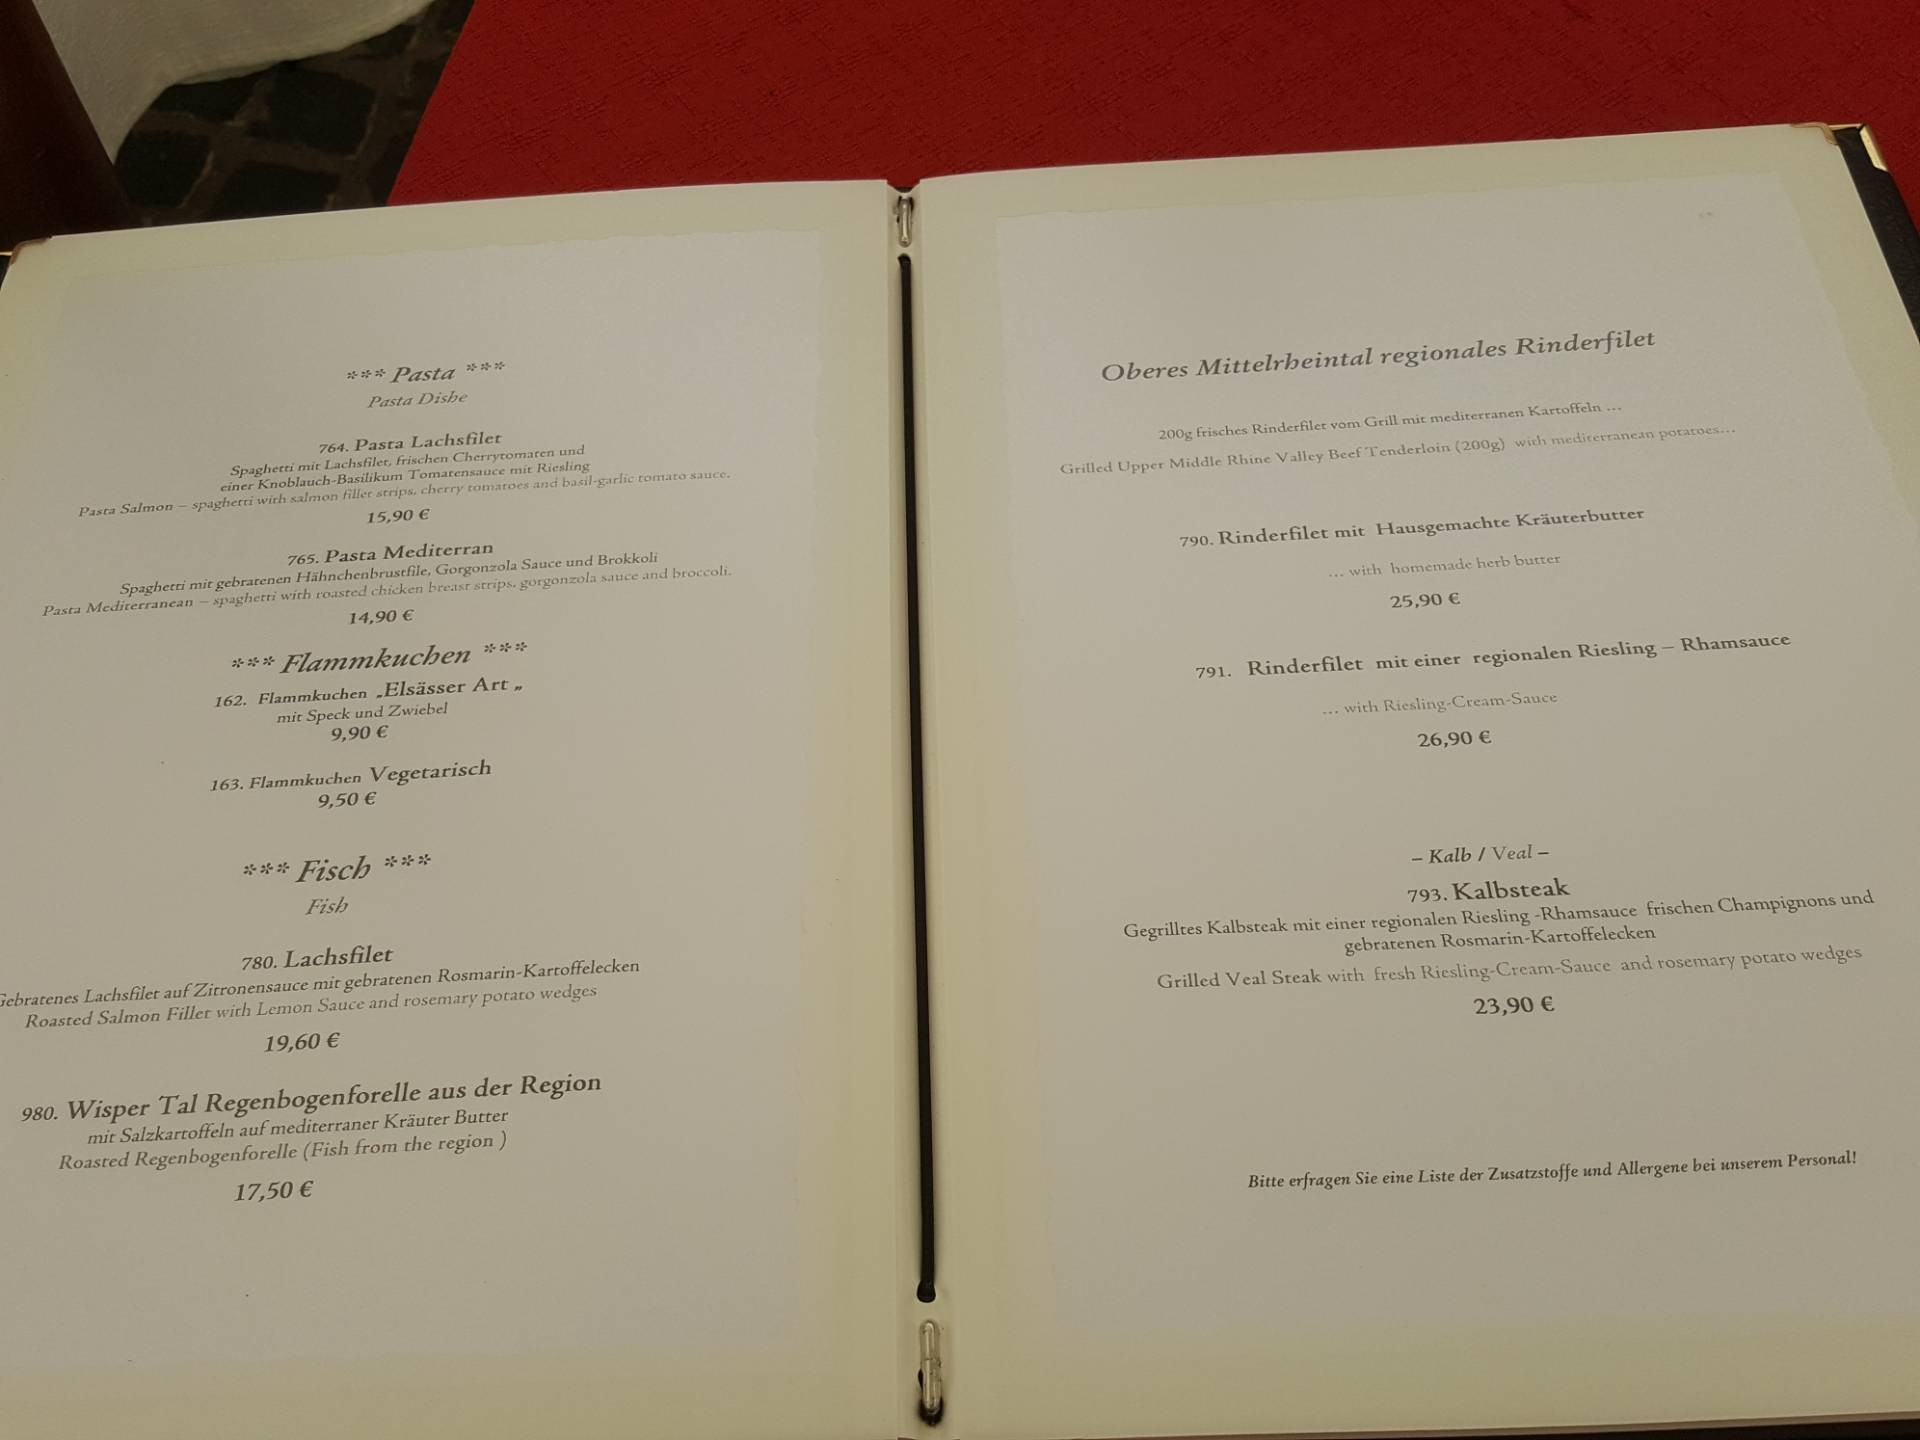 *** Pasta ***
Pasta Dishe
764. Pasta Lachsfilet
Spaghetti mit Lachsfilet, frischen Cherrytomaten und
einer Knoblauch-Basilikum Tomatensauce mit Riesling
Pasta Salmon – spaghetti with salmon fillet strips, cherry tomatoes and basil-garlic tomato sauce.
15,90 €
765. Pasta Mediterran
Spaghetti mit gebratenen Hähnchenbrustfile, Gorgonzola Sauce und Brokkoli
Pasta Mediterranean – spaghetti with roasted chicken breast strips, gorgonzola sauce and broccoli.
14,90 €
*** Flammkuchen ***
162. Flammkuchen „Elsässer Art „
mit Speck und Zwiebel
9,90 €
163. Flammkuchen Vegetarisch
9,50 €
*** Fisch ***
Fish
780. Lachsfilet
Gebratenes Lachsfilet auf Zitronensauce mit gebratenen Rosmarin-Kartoffelecken
Roasted Salmon Fillet with Lemon Sauce and rosemary potato wedges
19,60 €
980. Wisper Tal Regenbogenforelle aus der Region
mit Salzkartoffeln auf mediterraner Kräuter Butter
Roasted Regenbogenforelle (Fish from the region )
17,50 €
Oberes Mittelrheintal regionales Rinderfilet
200g frisches Rinderfilet vom Grill mit mediterranen Kartoffeln ...
Grilled Upper Middle Rhine Valley Beef Tenderloin (200g) with mediterranean potatoes...
790. Rinderfilet mit Hausgemachte Kräuterbutter
... with homemade herb butter
25,90 €
791. Rinderfilet mit einer regionalen Riesling – Rhamsauce
... with Riesling-Cream-Sauce
26,90 €
– Kalb / Veal –
793. Kalbsteak
Gegrilltes Kalbsteak mit einer regionalen Riesling -Rhamsauce frischen Champignons und
gebratenen Rosmarin-Kartoffelecken
Grilled Veal Steak with fresh Riesling-Cream-Sauce and rosemary potato wedges
23,90 €
Bitte erfragen Sie eine Liste der Zusatzstoffe und Allergene bei unserem Personal!